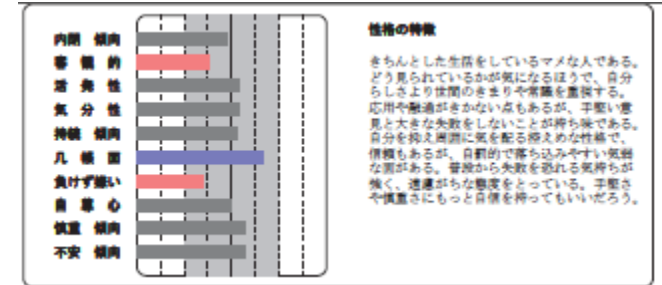 内閉 傾向
客観的
活発性
気分性
持続 傾向
几帳面
負けず嫌い
自尊心
慎重 傾向
不安 傾向
性格の特徴
きちんとした生活をしているマメな人である。
どう見られているかが気になるほうで、自分
らしさより世間のきまりや常識を重視する。
応用や融通がきかない点もあるが、手堅い意
見と大きな失敗をしないことが持ち味である。
自分を抑え周囲に気を配る控えめな性格で、
信頼もあるが、自罰的で落ち込みやすい気弱
な面がある。普段から失敗を恐れる気持ちが
強く、遠慮がちな態度をとっている。手堅さ
や慎重さにもっと自信を持ってもいいだろう。